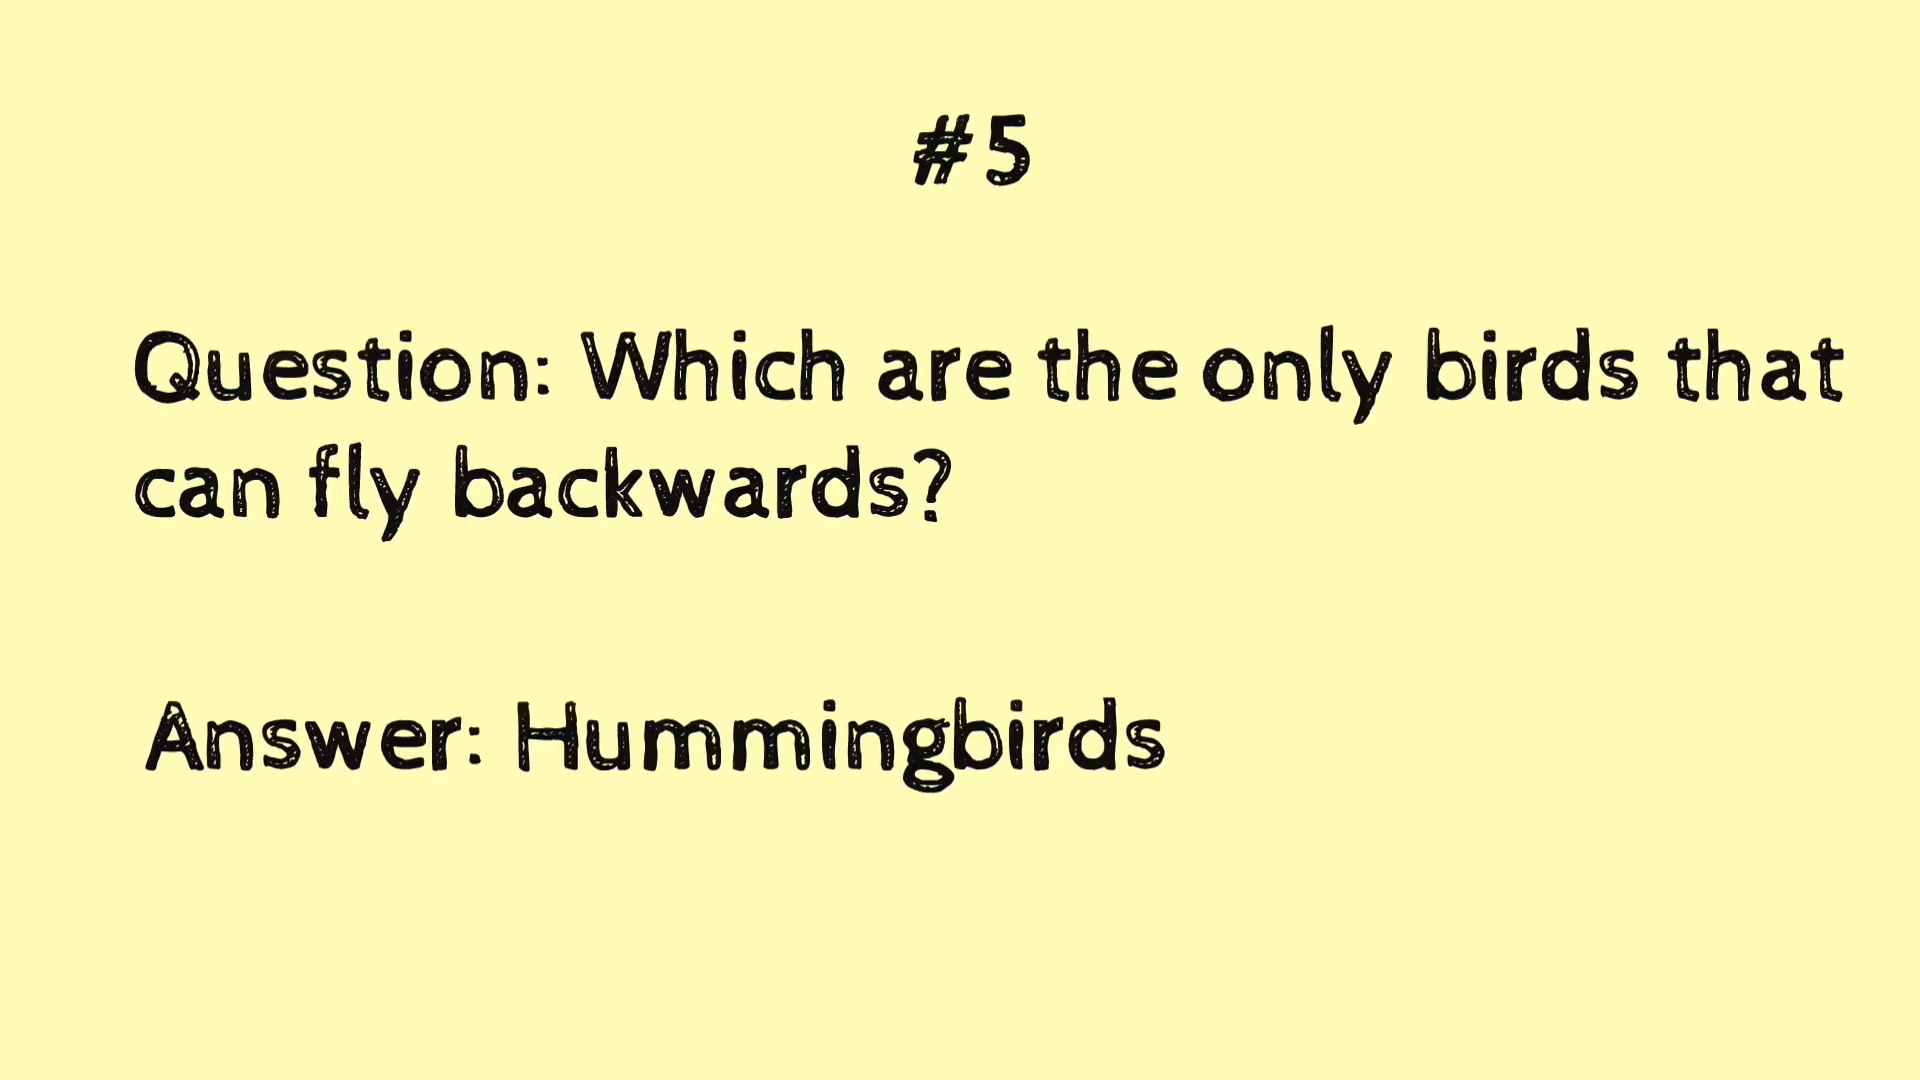 #5
Question: Which are the only birds that
can fly backwards?
Answer: Hummingbirds